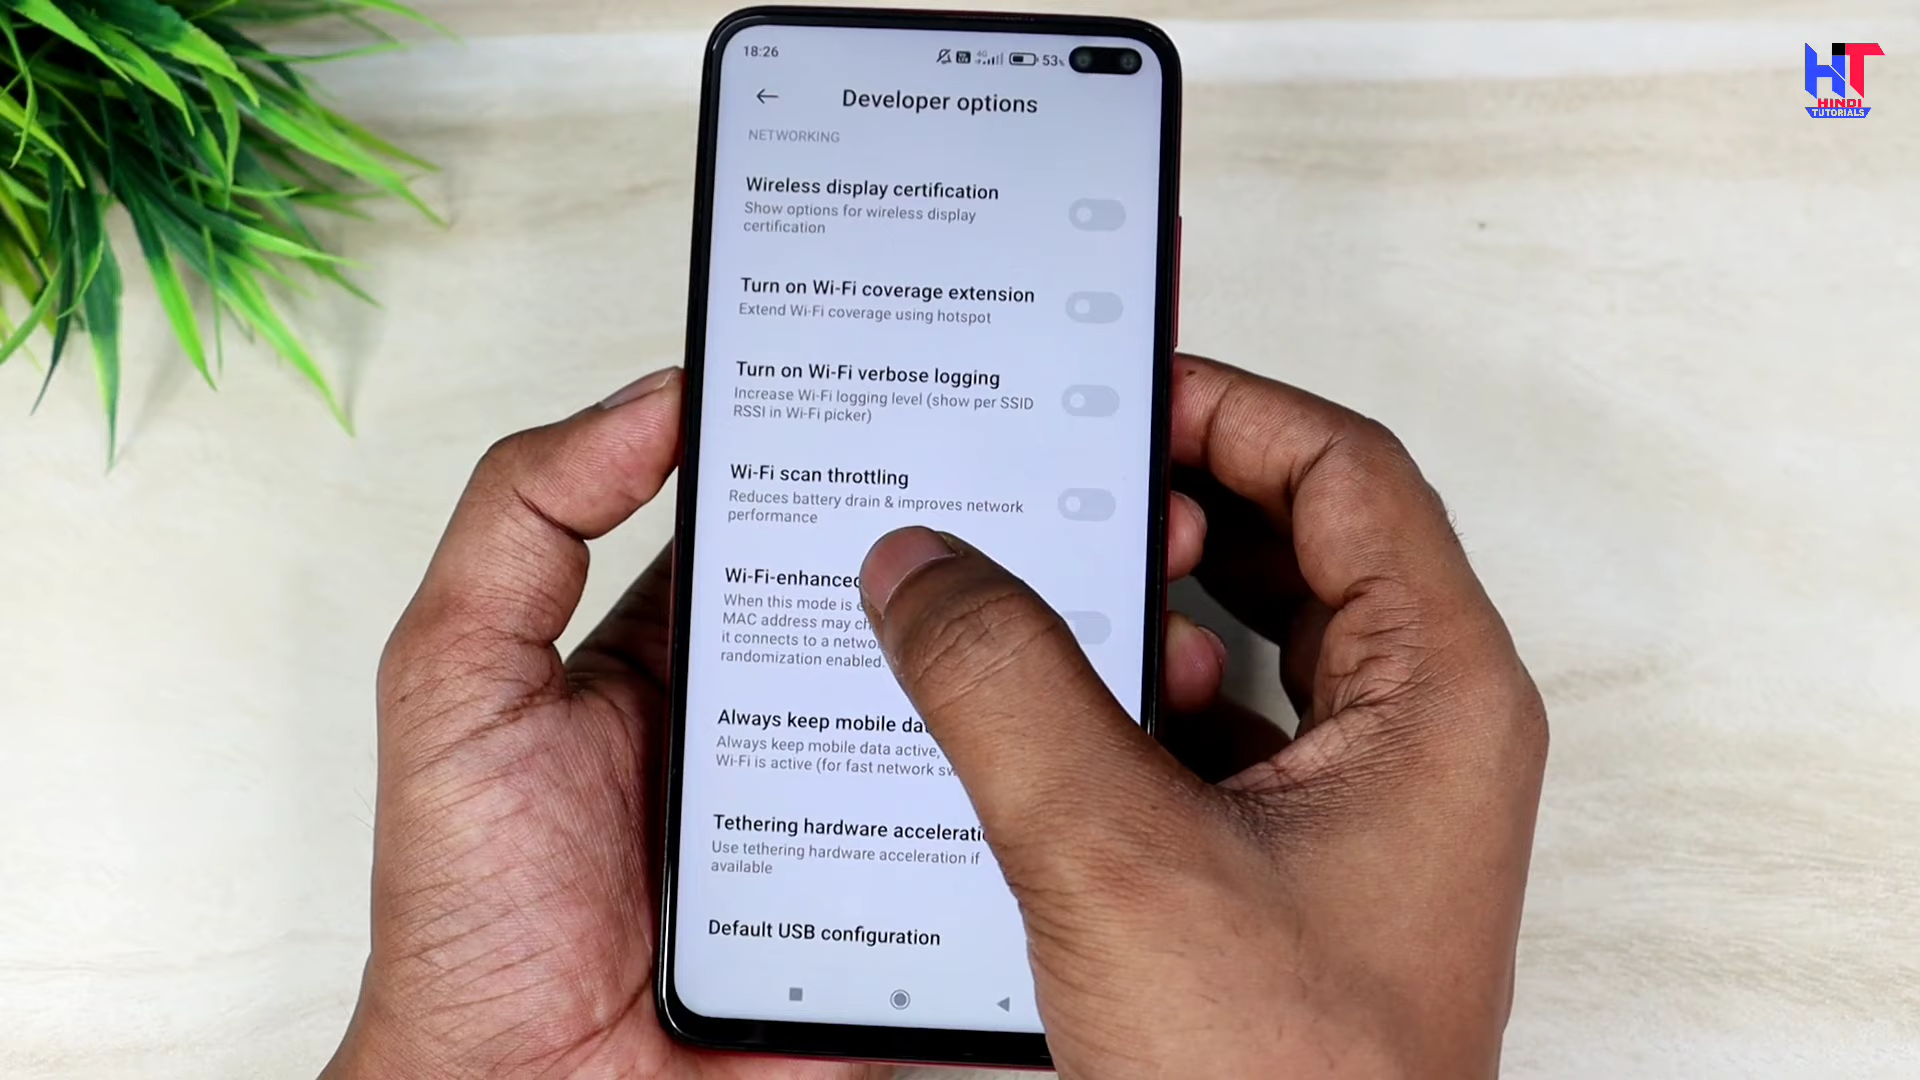 18:26
4G
53%
Developer options
NETWORKING
Wireless display certification
Show options for wireless display
certification
Turn on Wi-Fi coverage extension
Extend Wi-Fi coverage using hotspot
Turn on Wi-Fi verbose logging
Increase Wi-Fi logging level (show per SSID
RSSI in Wi-Fi picker)
Wi-Fi scan throttling
Reduces battery drain & improves network
performance
Wi-Fi-enhanced
When this mode is
MAC address may
it connects to a
randomization enabled.
Always keep mobile
Always keep mobile data active,
Wi-Fi is active (for fast network
Tethering hardware
Use tethering hardware acceleration if
available
Default USB configuration
HT
HINDI
TUTORIALS